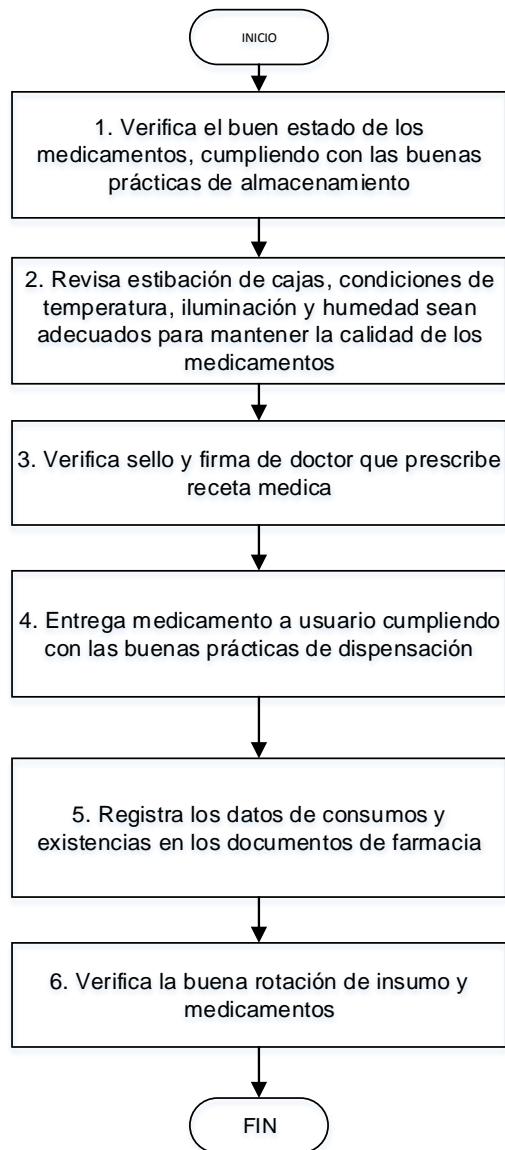 INICIO
1. Verifica el buen estado de los
medicamentos, cumpliendo con las buenas
prácticas de almacenamiento
2. Revisa estibación de cajas, condiciones de
temperatura, iluminación y humedad sean
adecuados para mantener la calidad de los
medicamentos
3. Verifica sello y firma de doctor que prescribe
receta medica
4. Entrega medicamento a usuario cumpliendo
con las buenas prácticas de dispensación
5. Registra los datos de consumos y
existencias en los documentos de farmacia
6. Verifica la buena rotación de insumo y
medicamentos
FIN